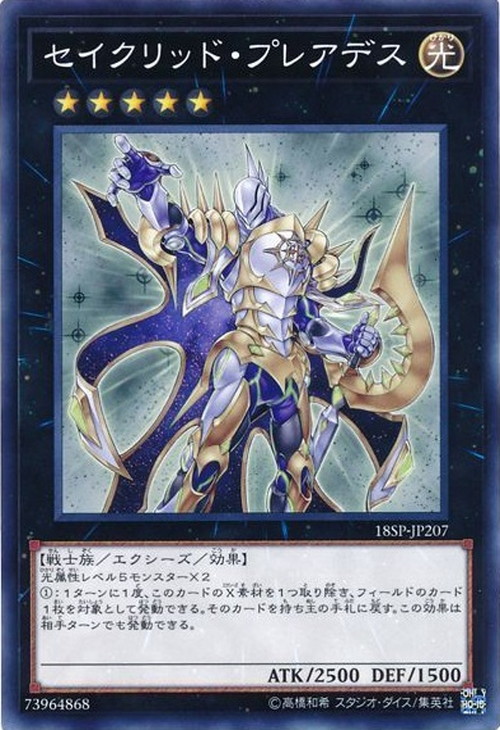 セイクリッド・プレアデス
光
18SP-JP207
【戦士族／エクシーズ／効果】
光属性レベル５モンスター×２
①：１ターンに１度、このカードのＸ素材を１つ取り除き、フィールドのカード
１枚を対象として発動できる。そのカードを持ち主の手札に戻す。この効果は
相手ターンでも発動できる。
ATK/2500 DEF/1500
73964868
©高橋和希 スタジオ・ダイス/集英社